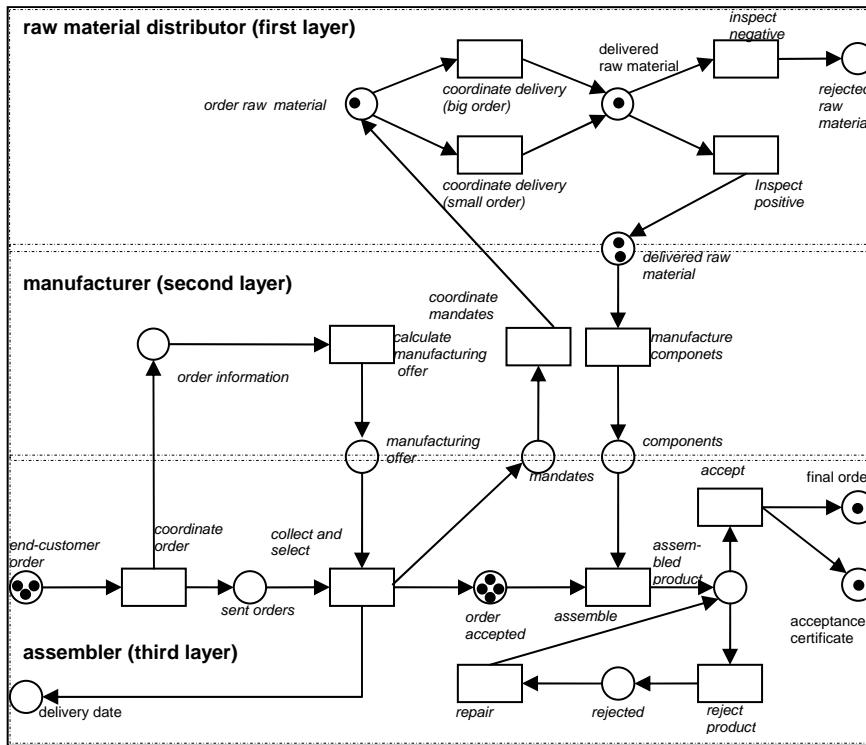 raw material distributor (first layer)
inspect
negative
delivered
raw material
order raw  material
coordinate delivery
(big order)
rejected
raw
material
coordinate delivery
(small order)
Inspect
positive
delivered raw
material
manufacturer (second layer)
coordinate
mandates
calculate
manufacturing
offer
manufacture
componets
order information
manufacturing
offer
mandates
components
accept
final order
end-customer
order
coordinate
order
collect and
select
assem-
bled
product
sent orders
order
accepted
assemble
acceptance
certificate
assembler (third layer)
delivery date
repair
rejected
reject
product